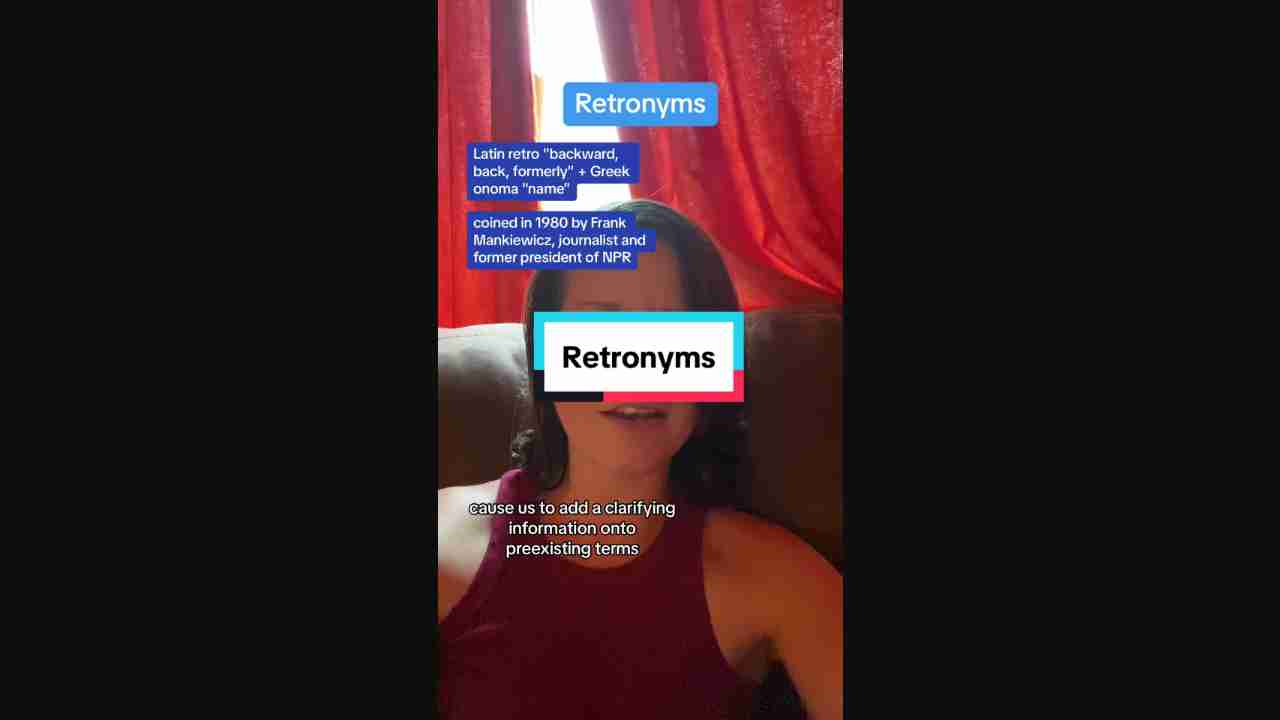 Retronyms
Latin retro "backward,
back, formerly" + Greek
onoma "name"
coined in 1980 by Frank
Mankiewicz, journalist and
former president of NPR
Retronyms
cause us to add a clarifying
information onto
preexisting terms